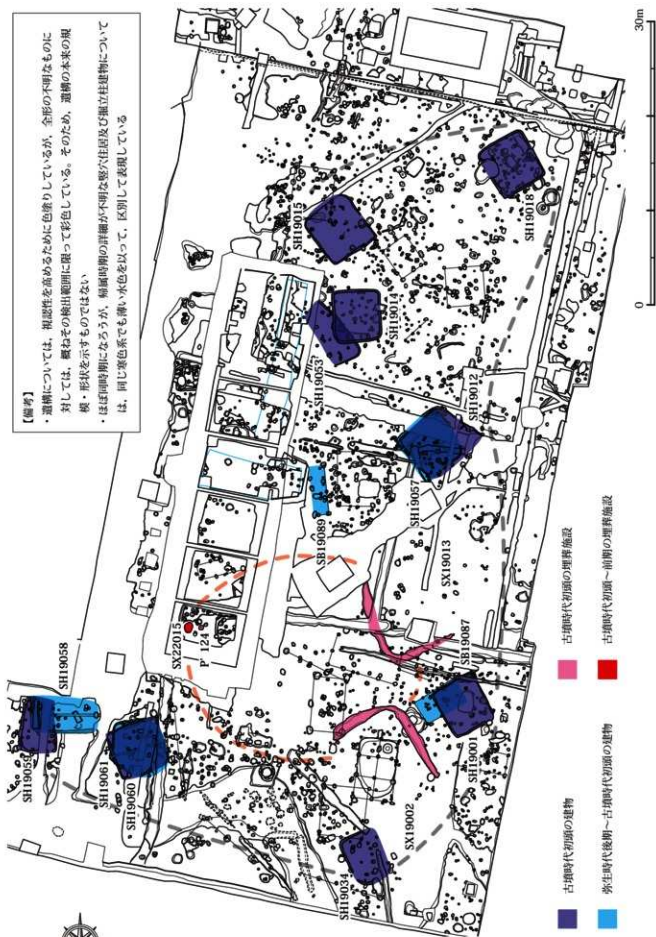 【備考】
・遺構については、視認性を高めるために色塗りしているが、全形の不明なものに
対しては、概ねその検出範囲に限って彩色している。そのため、遺構の本来の規
模・形状を示すものではない
・ほぼ同時期になろうが、帰属時期の詳細が不明な竪穴住居及び掘立柱建物について
は、同じ寒色系でも薄い水色を以って、区別して表現している
SH19059
SH19058
SH19061
SH19060
SX22015
P 124
SH19053
SH19015
SH19014
SH19018
SB19089
SH19057
SH19012
SX19013
SB19087
SH19001
SX19002
SH19034
古墳時代初頭の建物
弥生時代後期～古墳時代初頭の建物
古墳時代初頭の埋葬施設
古墳時代初頭～前期の埋葬施設
0
30m